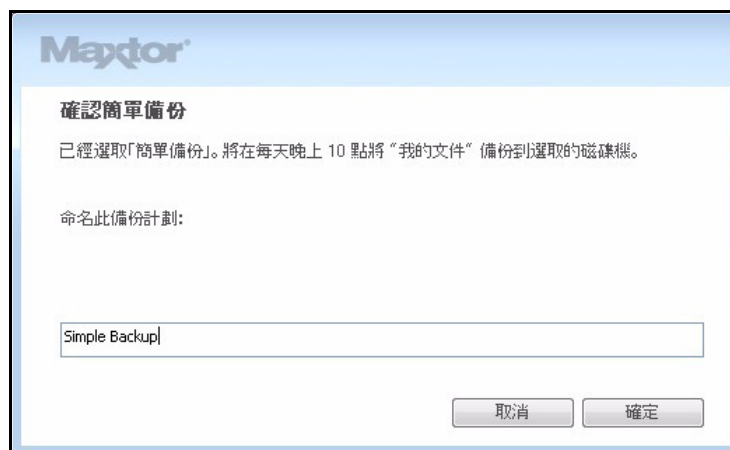 Maxtor
確認簡單備份
已經選取「簡單備份」。將在每天晚上 10 點將 “我的文件“ 備份到選取的磁碟機。
命名此備份計劃:
Simple Backup
取消
確定